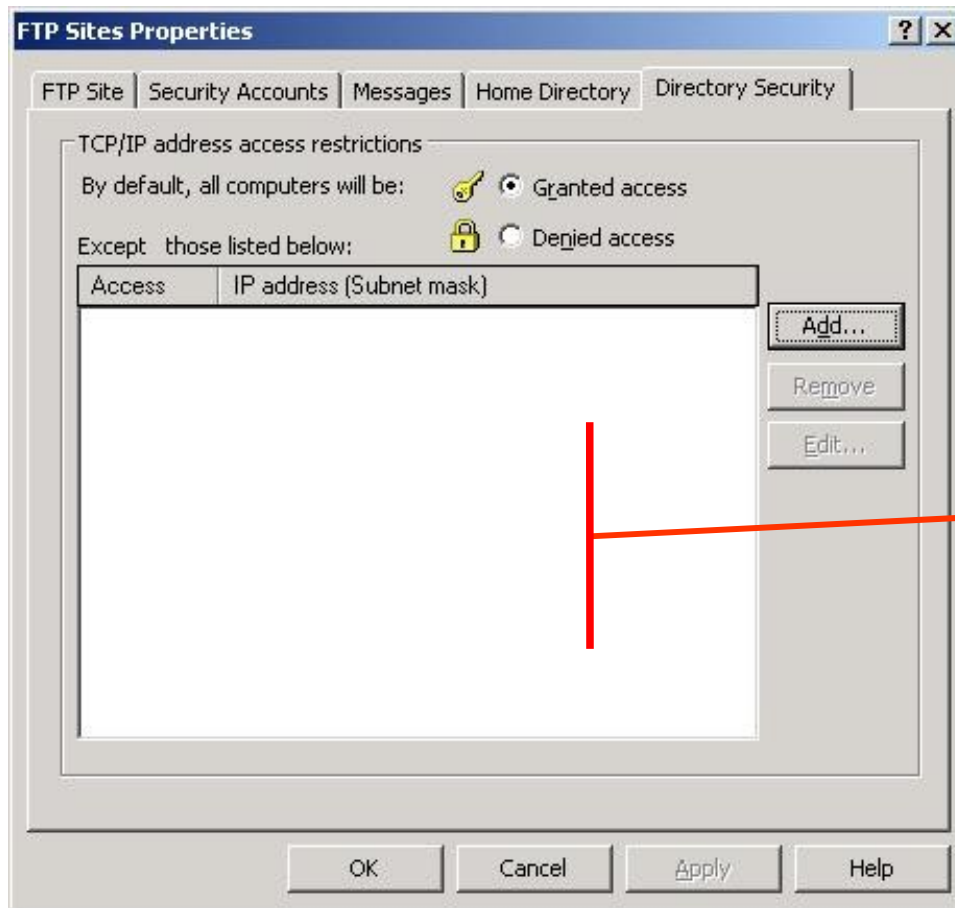 FTP Sites Properties
FTP Site Security Accounts Messages Home Directory Directory Security
TCP/IP address access restrictions
By default, all computers will be: Granted access
Denied access
Except those listed below:
Access IP address (Subnet mask)
Add...
Remove
Edit...
OK Cancel Apply Help